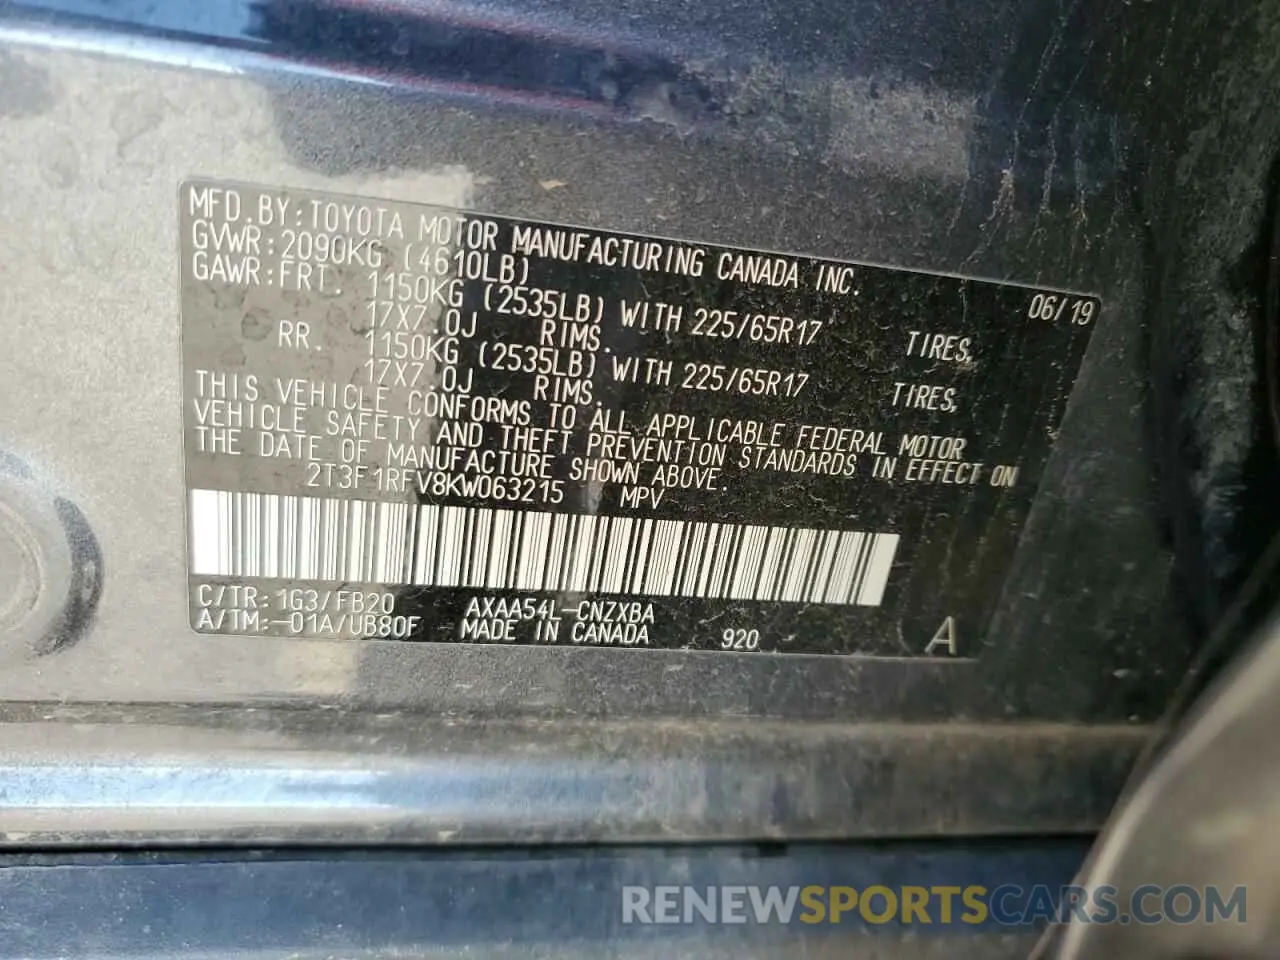 MFD.BY:TOYOTA MOTOR MANUFACTURING CANADA INC.
GVWR:2090KG (4610LB) 06/19
GAWR:FRT. 1150KG (2535LB) WITH 225/65R17 TIRES,
17X7.0J RIMS.
RR. 1150KG (2535LB) WITH 225/65R17 TIRES,
17X7.0J RIMS.
THIS VEHICLE CONFORMS TO ALL APPLICABLE FEDERAL MOTOR
VEHICLE SAFETY AND THEFT PREVENTION STANDARDS IN EFFECT ON
THE DATE OF MANUFACTURE SHOWN ABOVE.
2T3F1RFV8KW063215 MPV
C/TR:1G3/FB20 AXAA54L-CNZXBA
A/TM:-01A/UB80F MADE IN CANADA 920 A
RENEWSPORTSCARS.COM